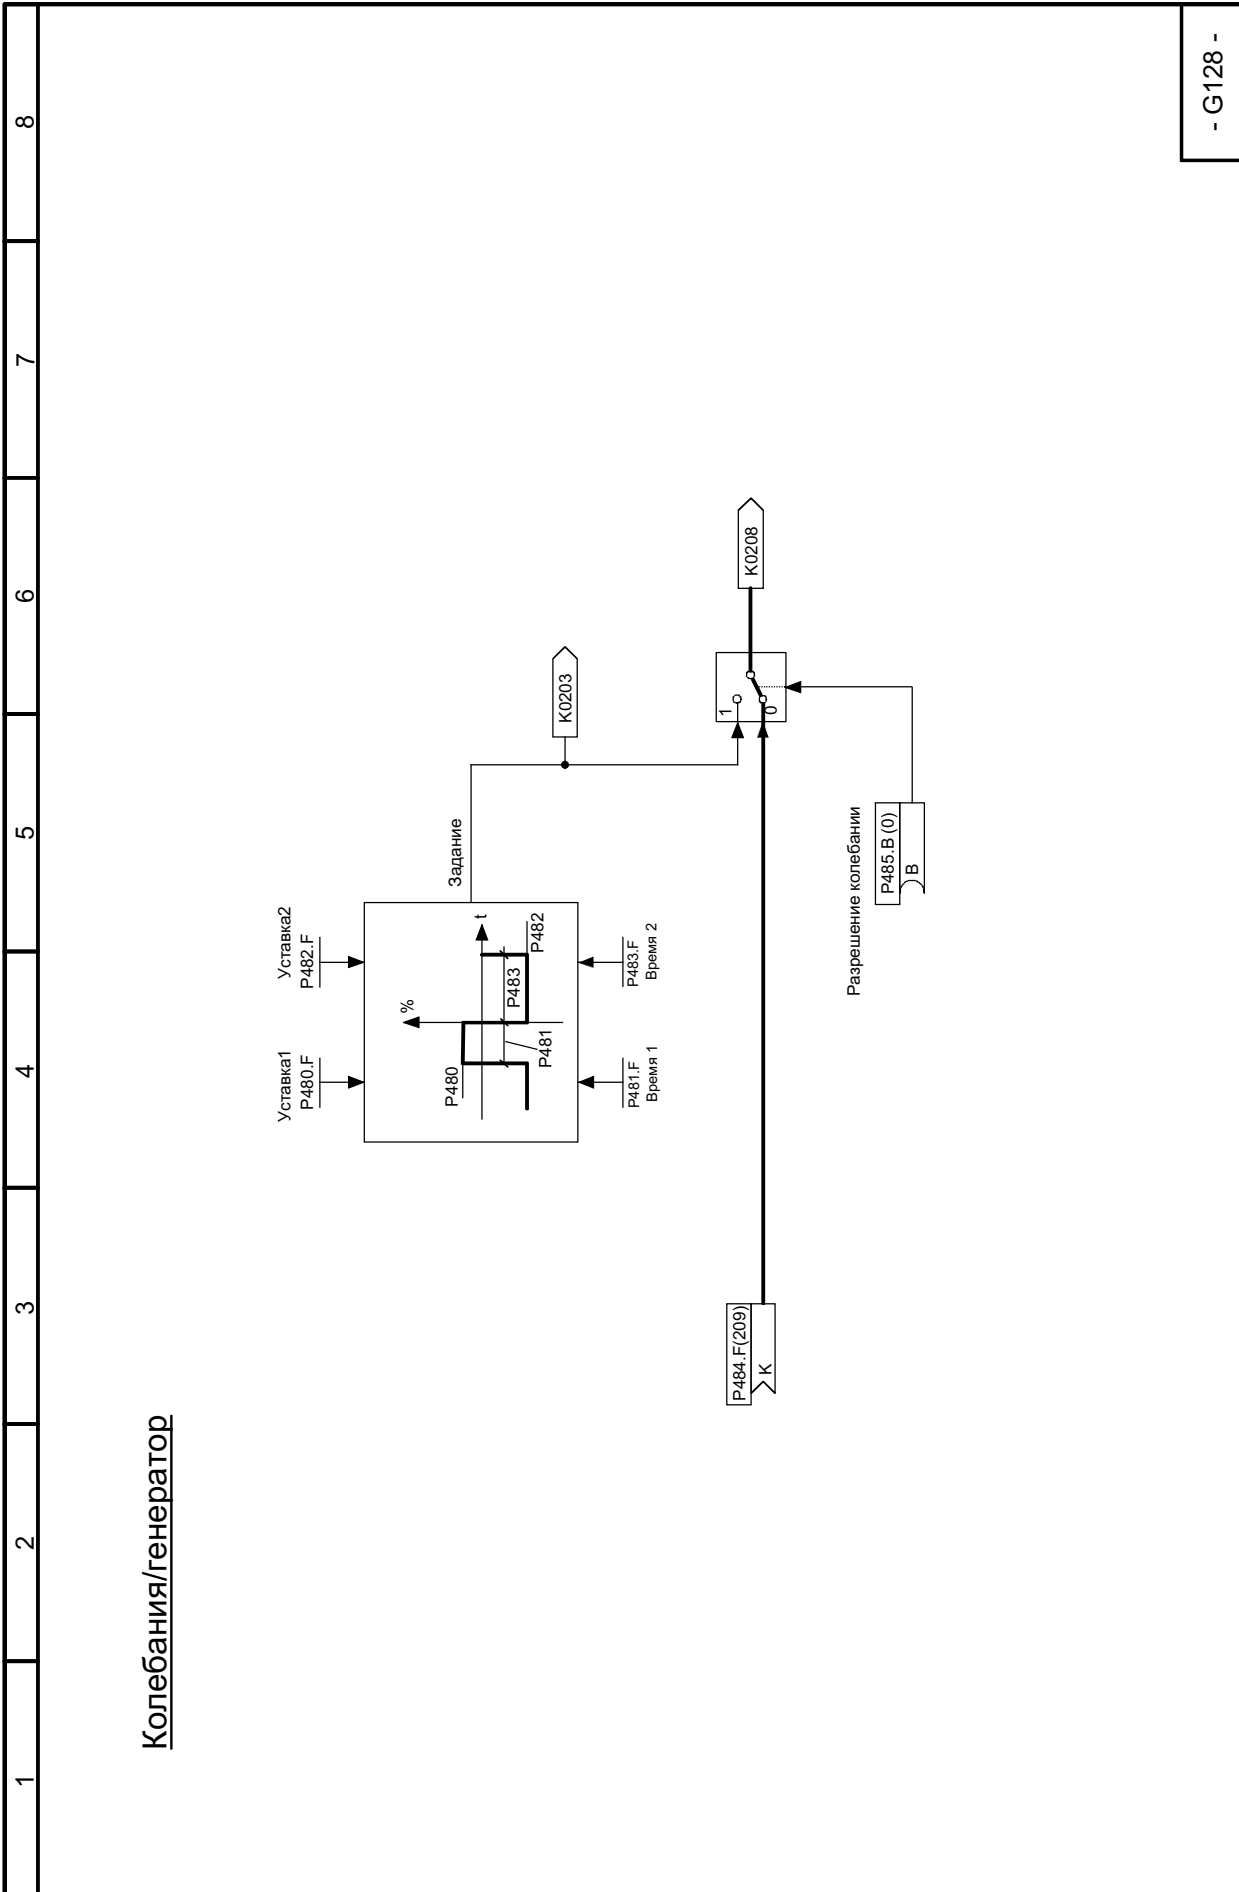 Колебания/генератор
Уставка1
P480.F
Уставка2
P482.F
%
t
P480
P481
P483
P482
P481.F
Время 1
P483.F
Время 2
Задание
K0203
P484.F(209)
K
1
0
K0208
Разрешение колебании
P485.B (0)
B
1
2
3
4
5
6
7
8
- G128 -